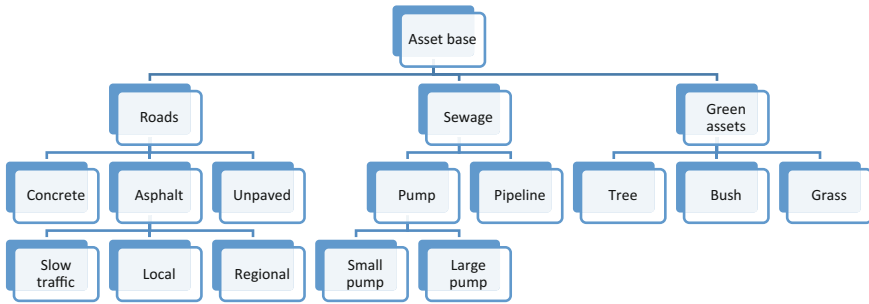 Asset base
Roads
Sewage
Green
assets
Concrete
Asphalt
Unpaved
Pump
Pipeline
Tree
Bush
Grass
Slow
traffic
Local
Regional
Small
pump
Large
pump